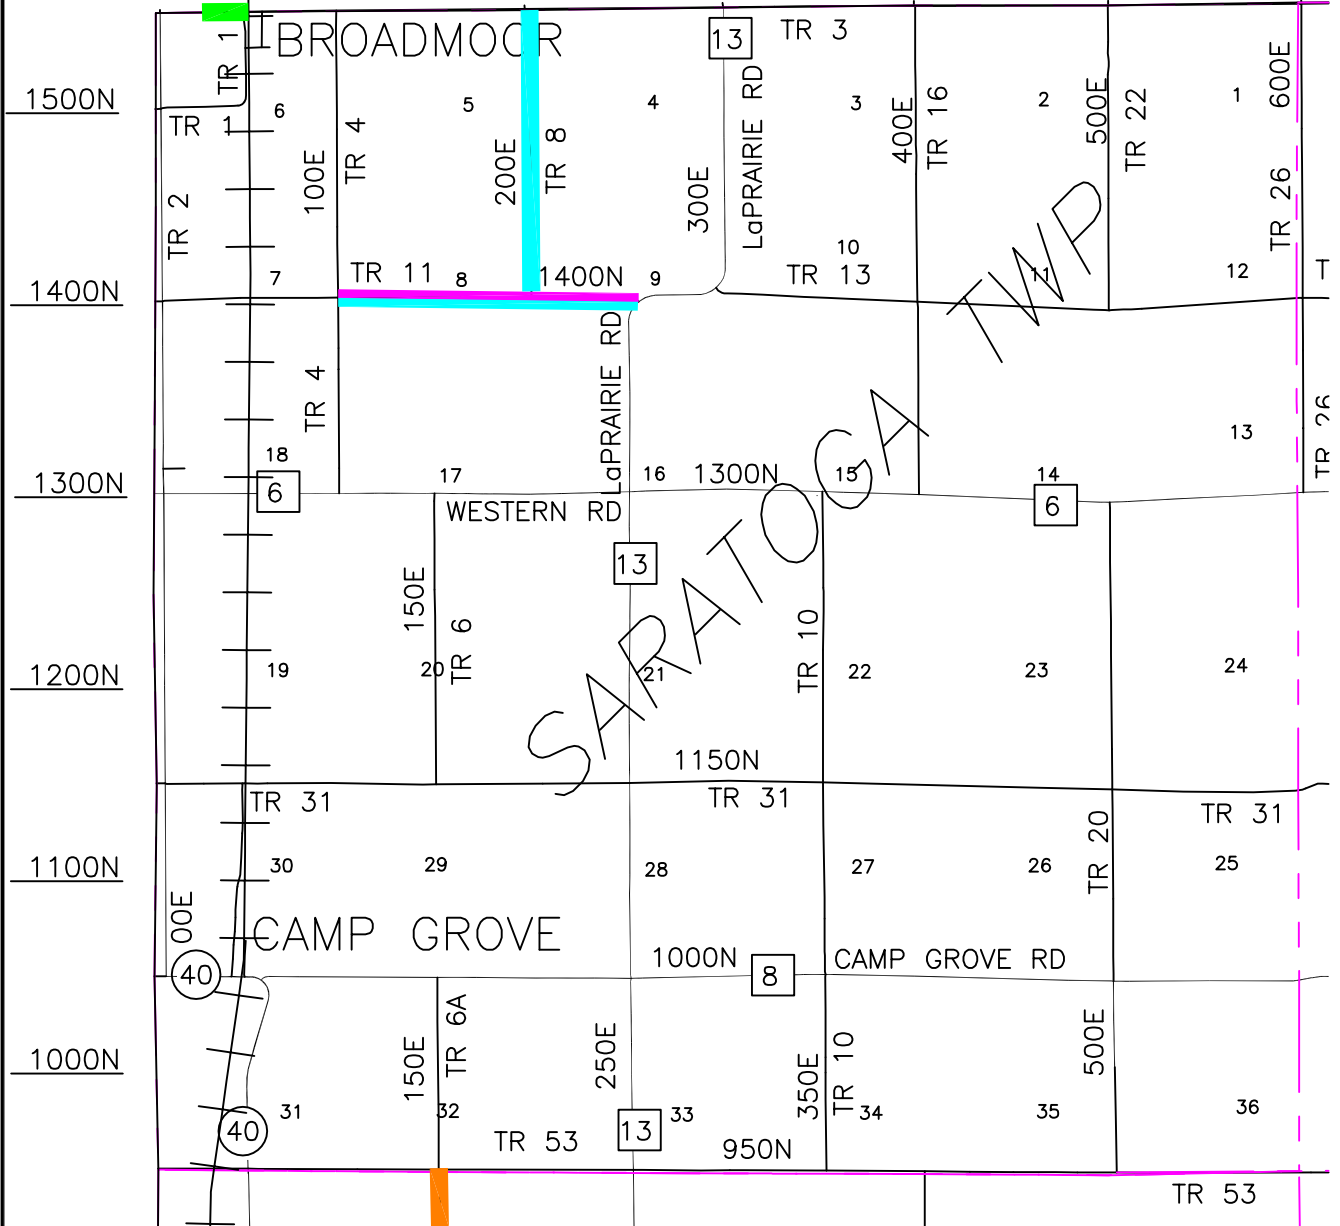 BROADMOOR
TR 1
13
TR 3
LaPRAIRIE RD
600E
1500N
6
5
4
3
2
1
TR 1
TR 4
100E
200E
TR 8
400E
TR 16
500E
TR 22
TR 2
300E
TR 26
10
1400N
7
TR 11
8
1400N
9
TR 13
11
12
T
LaPRAIRIE RD
TR 4
SARATOGA TWP
TR 26
13
18
17
16
1300N
15
14
1300N
6
6
WESTERN RD
13
150E
TR 6
TR 10
1200N
19
20
21
22
23
24
1150N
TR 31
TR 31
TR 31
TR 20
1100N
30
29
28
27
26
25
00E
CAMP GROVE
40
1000N
8
CAMP GROVE RD
150E
TR 6A
250E
350E
TR 10
500E
1000N
31
32
33
34
35
36
40
TR 53
13
950N
TR 53